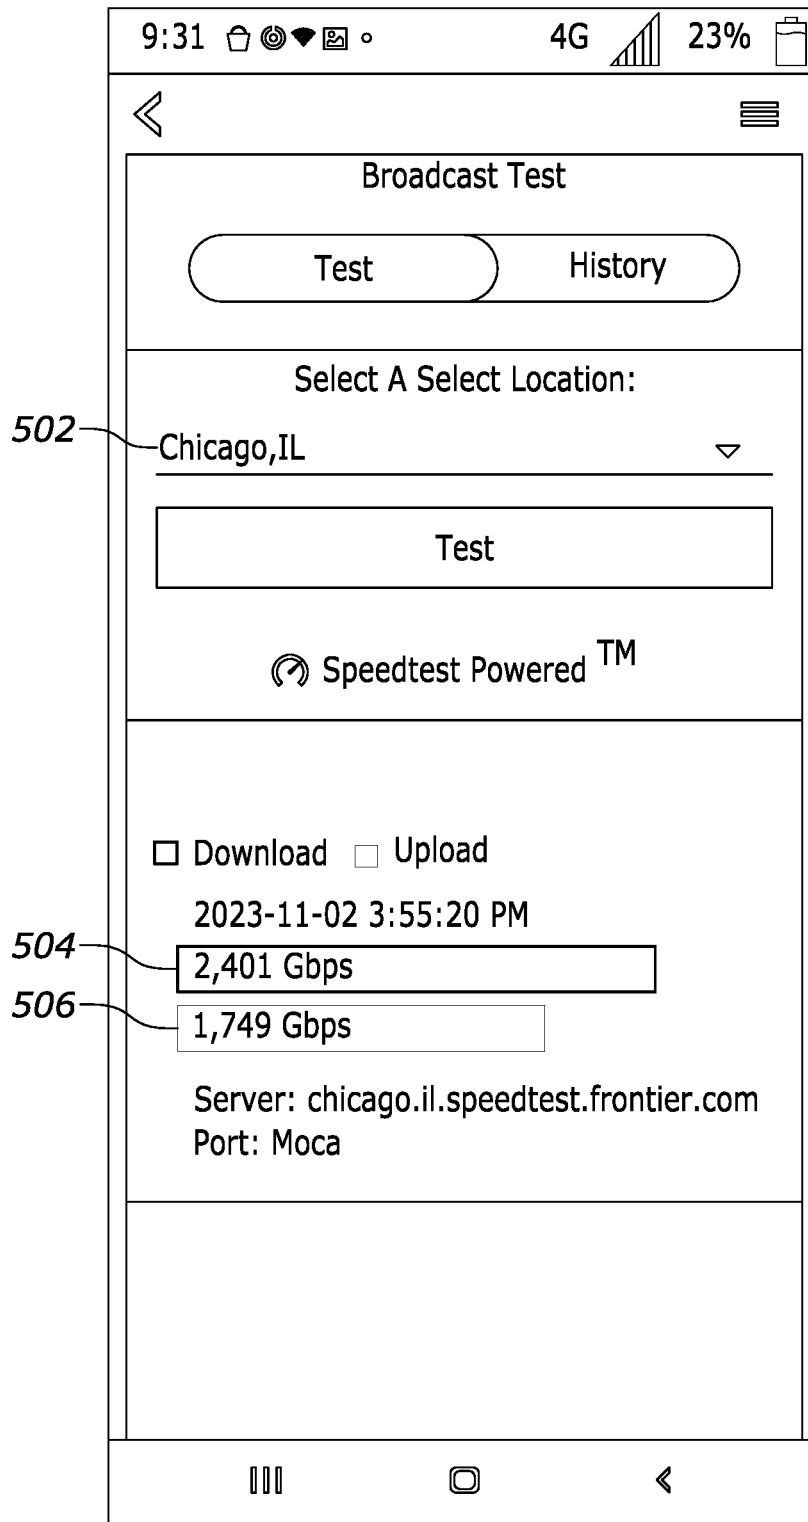 9:31 4G 23%
Broadcast Test
Test History
Select A Select Location:
502 Chicago,IL
Test
Speedtest Powered TM
Download Upload
2023-11-02 3:55:20 PM
504 2,401 Gbps
506 1,749 Gbps
Server: chicago.il.speedtest.frontier.com
Port: Moca